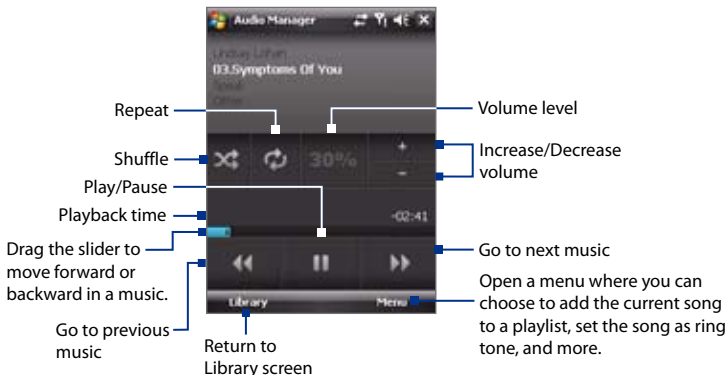 Audio Manager
Lindsay Lohan
03.Symptoms Of You
Speak
Other
Repeat
Volume level
Shuffle
30%
+
-
Increase/Decrease
volume
Play/Pause
Playback time
-02:41
Drag the slider to
move forward or
backward in a music.
Go to next music
Go to previous
music
Library
Menu
Open a menu where you can
choose to add the current song
to a playlist, set the song as ring
tone, and more.
Return to
Library screen